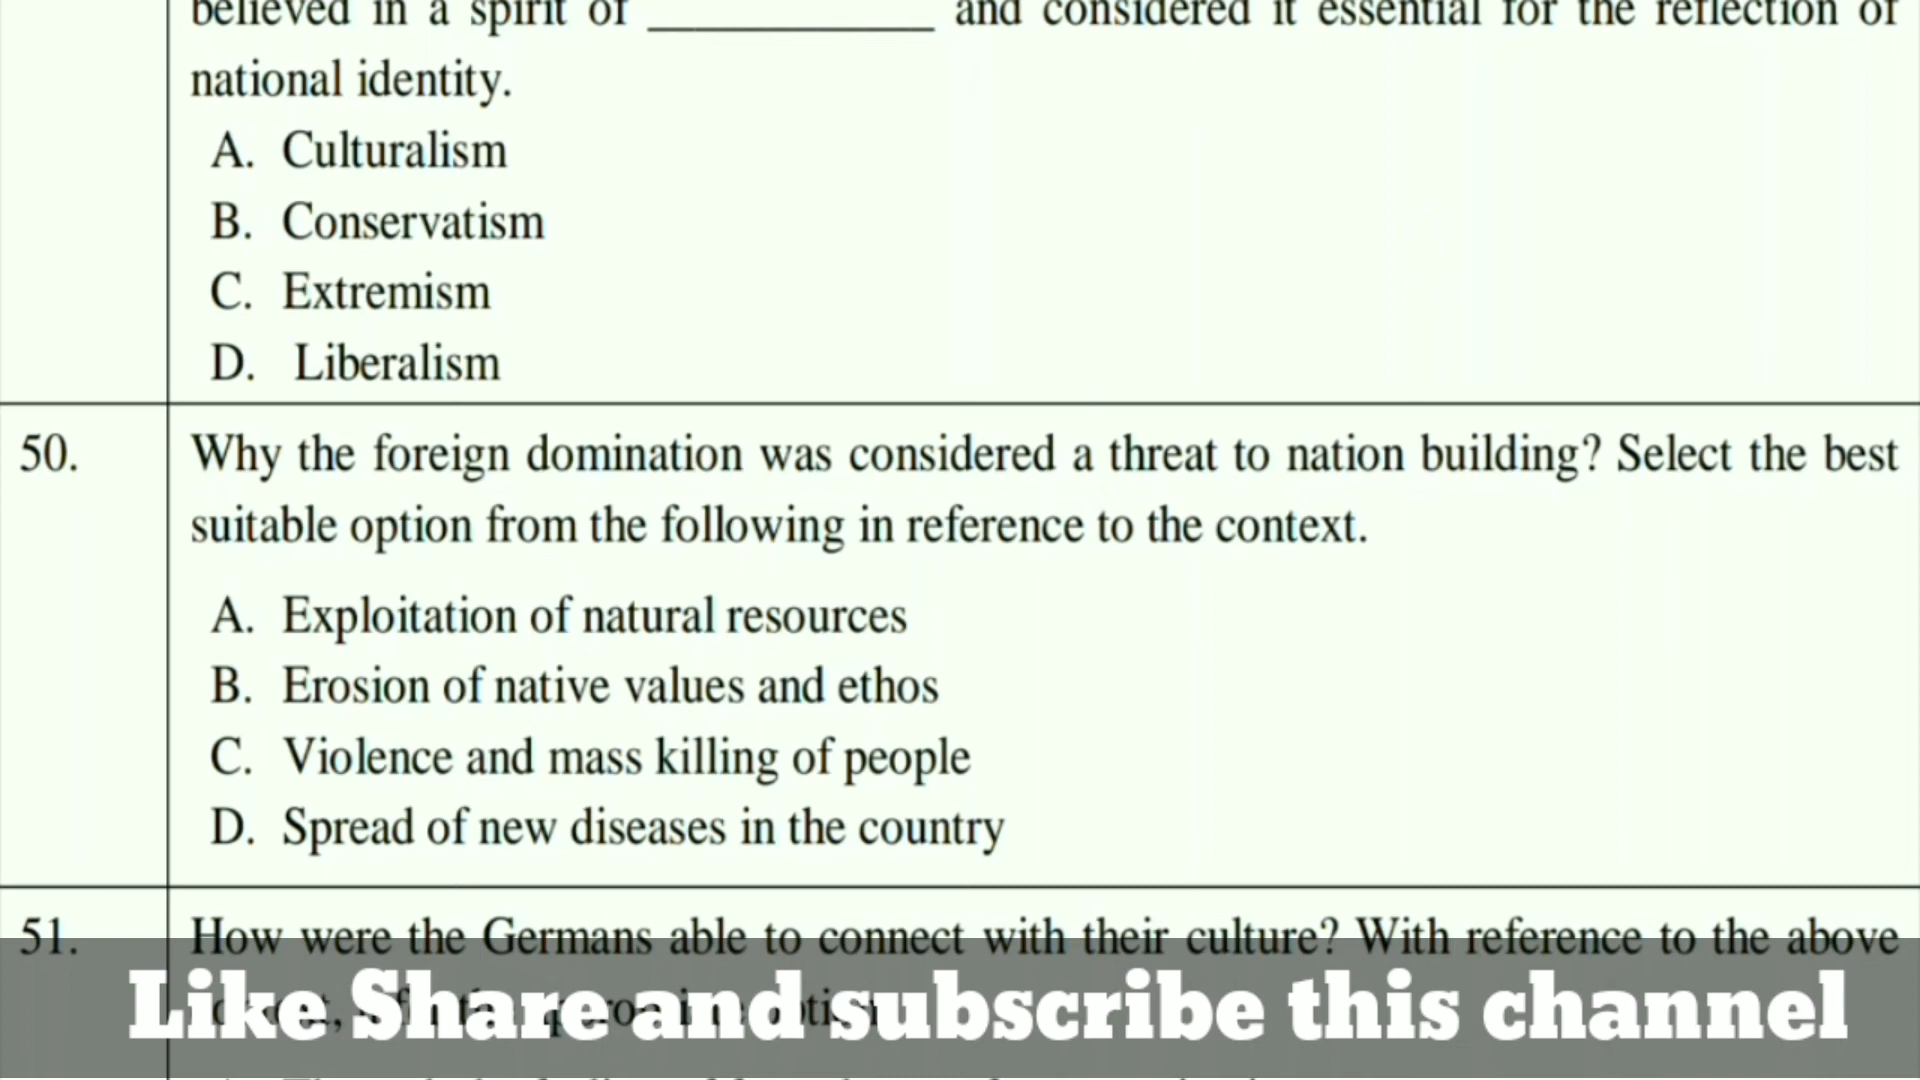 believed in a spirit of ____________ and considered it essential for the reflection of
national identity.
A. Culturalism
B. Conservatism
C. Extremism
D. Liberalism
50. Why the foreign domination was considered a threat to nation building? Select the best
suitable option from the following in reference to the context.
A. Exploitation of natural resources
B. Erosion of native values and ethos
C. Violence and mass killing of people
D. Spread of new diseases in the country
51. How were the Germans able to connect with their culture? With reference to the above
Like Share and subscribe this channel